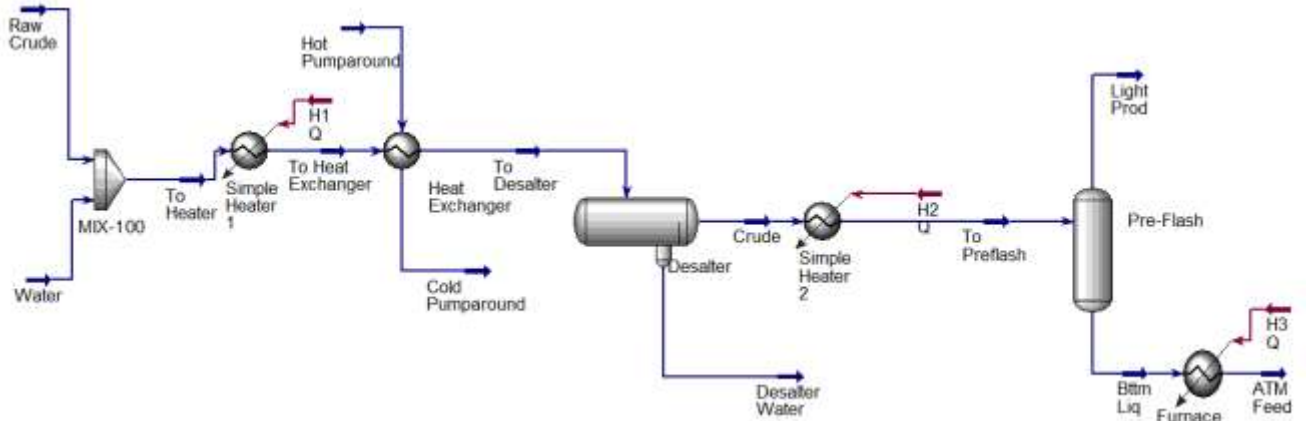 Raw
Crude
Hot
Pumparound
Light
Prod
H1
Q
To Heat
Exchanger
To
Heater
Simple
Heater
1
MIX-100
Heat
Exchanger
To
Desalter
Crude
H2
Q
To
Preflash
Pre-Flash
Desalter
Simple
Heater
2
Water
Cold
Pumparound
Desalter
Water
H3
Q
Bttm
Liq
Furnace
ATM
Feed